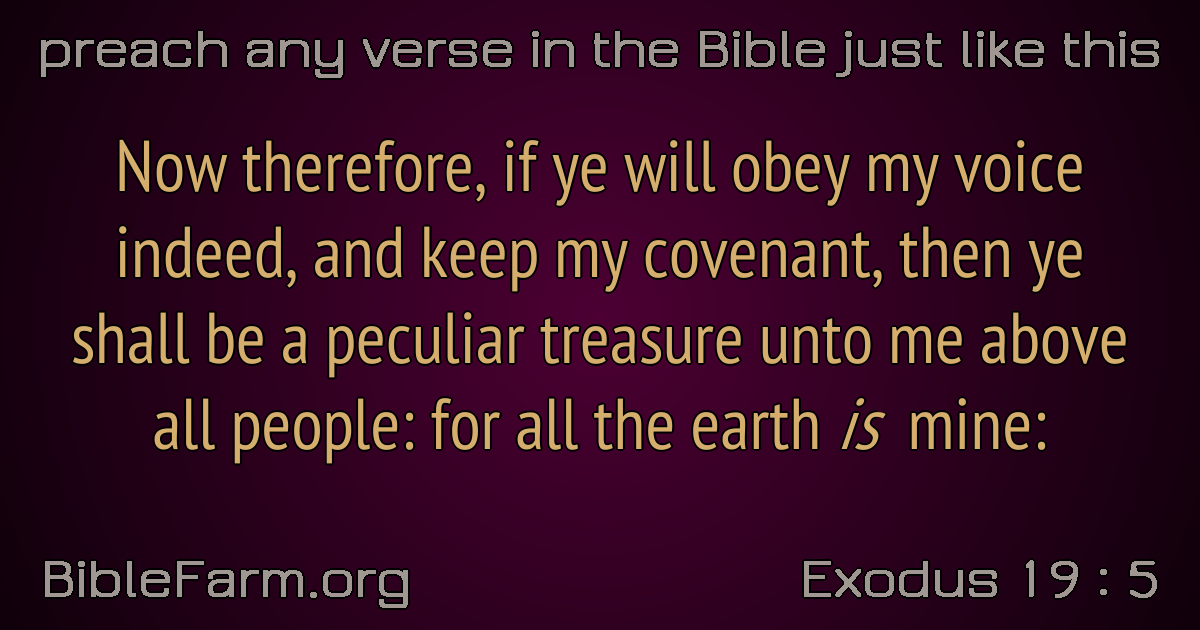 preach any verse in the Bible just like this
Now therefore, if ye will obey my voice
indeed, and keep my covenant, then ye
shall be a peculiar treasure unto me above
all people: for all the earth is mine:
BibleFarm.org
Exodus 19 : 5